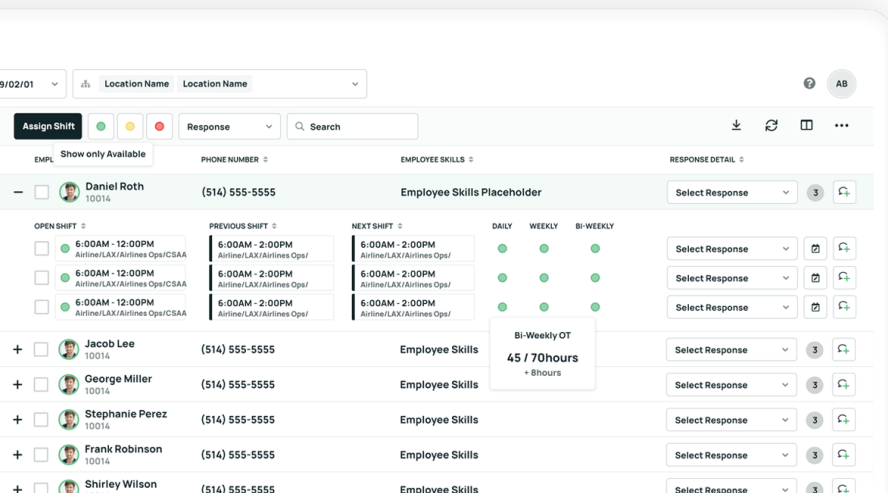 9/02/01
Location Name Location Name
AB
Assign Shift
Response
Search
Show only Available
EMPL PHONE NUMBER EMPLOYEE SKILLS RESPONSE DETAIL
Daniel Roth (514) 555-5555 Employee Skills Placeholder Select Response 3
10014
OPEN SHIFT PREVIOUS SHIFT NEXT SHIFT DAILY WEEKLY BI-WEEKLY
6:00AM - 12:00PM 6:00AM - 2:00PM 6:00AM - 2:00PM Select Response
Airline/LAX/Airlines Ops/CSAA Airline/LAX/Airlines Ops/ Airline/LAX/Airlines Ops/
6:00AM - 12:00PM 6:00AM - 2:00PM 6:00AM - 2:00PM Select Response
Airline/LAX/Airlines Ops/CSAA Airline/LAX/Airlines Ops/ Airline/LAX/Airlines Ops/
6:00AM - 12:00PM 6:00AM - 2:00PM 6:00AM - 2:00PM Select Response
Airline/LAX/Airlines Ops/CSAA Airline/LAX/Airlines Ops/ Airline/LAX/Airlines Ops/
Bi-Weekly OT
45 / 70hours
+ 8hours
Jacob Lee (514) 555-5555 Employee Skills Select Response 3
10014
George Miller (514) 555-5555 Employee Skills Select Response 3
10014
Stephanie Perez (514) 555-5555 Employee Skills Select Response 3
10014
Frank Robinson (514) 555-5555 Employee Skills Select Response 3
10014
Shirley Wilson (514) 555-5555 Employee Skills Select Response 3